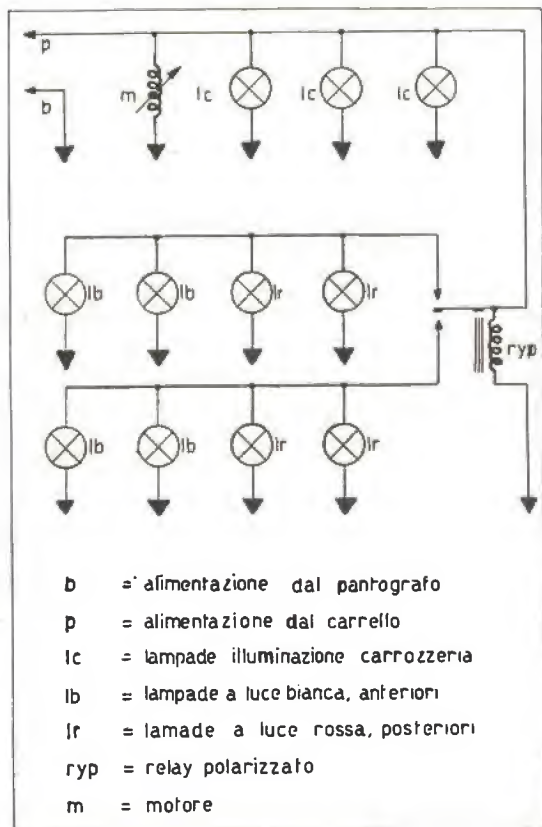 p
b
m
lc
lc
lc
lb
lb
lr
lr
ryp
lb
lb
lr
lr
b = alimentazione dal pantografo
p = alimentazione dal carrello
lc = lampade illuminazione carrozzeria
lb = lampade a luce bianca, anteriori
lr = lamade a luce rossa, posteriori
ryp = relay polarizzato
m = motore